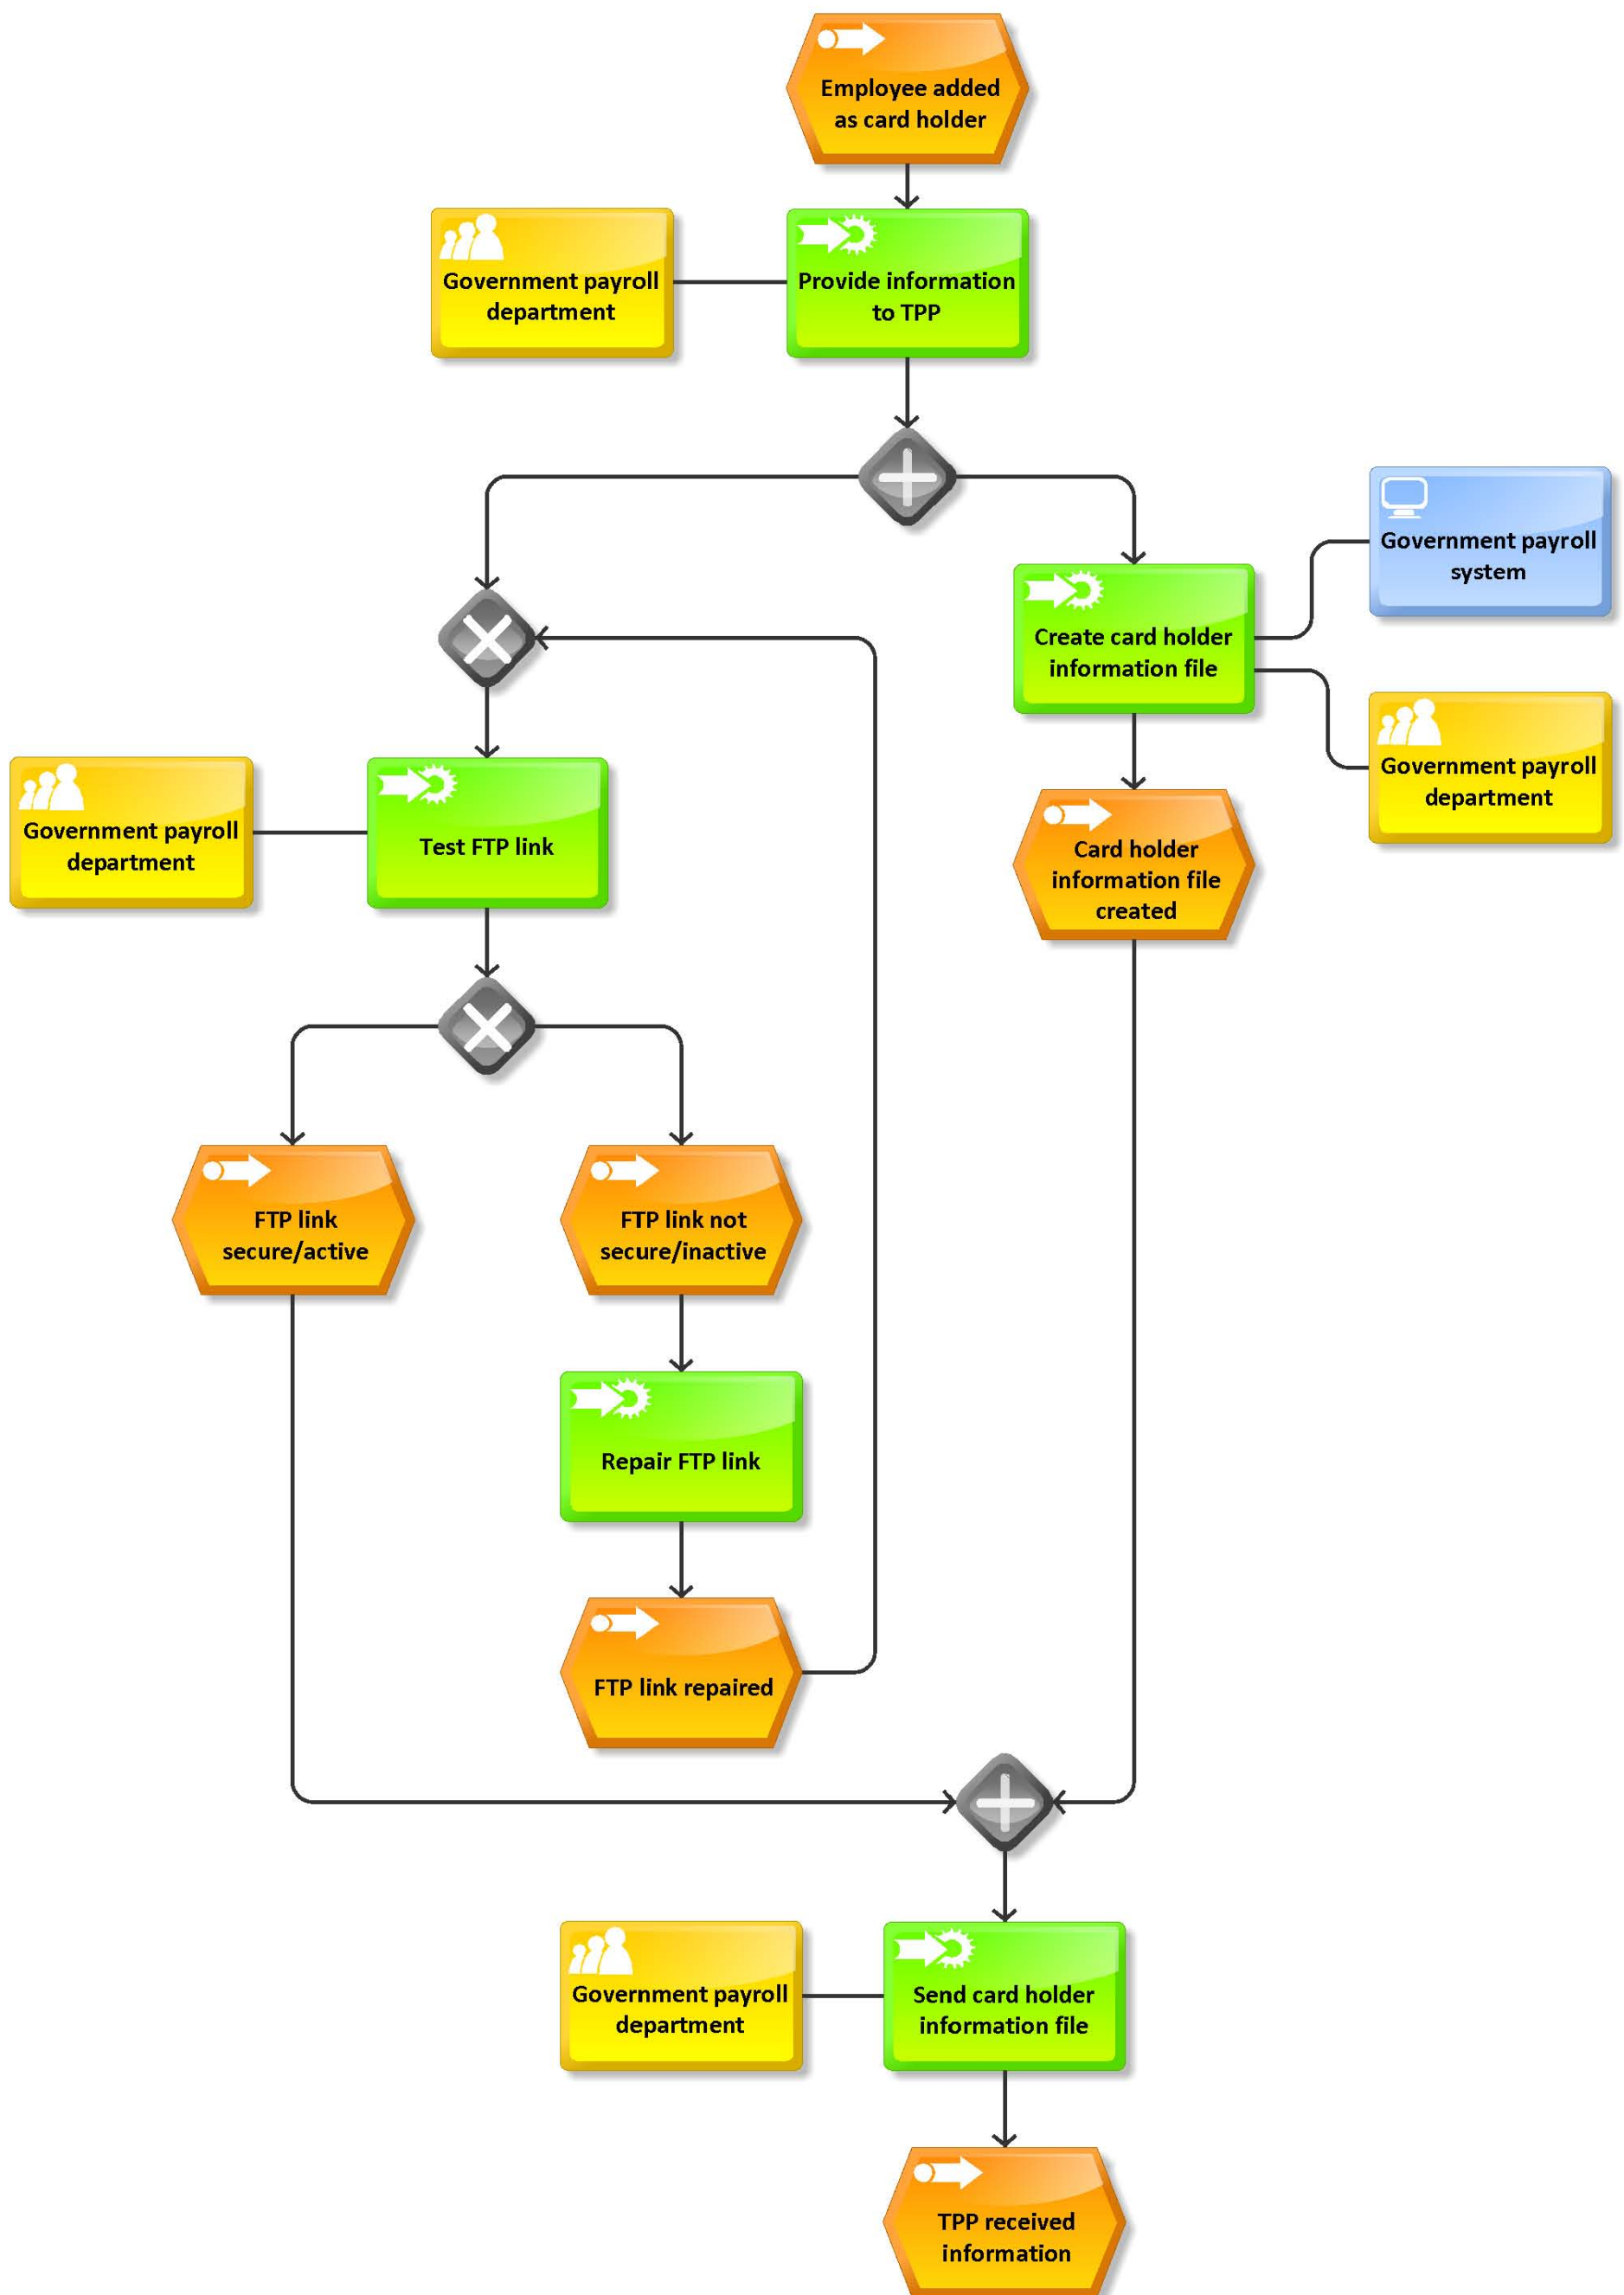 Employee added
as card holder
Government payroll
department
Provide information
to TPP
Government payroll
system
Create card holder
information file
Government payroll
department
Government payroll
department
Test FTP link
Card holder
information file
created
FTP link
secure/active
FTP link not
secure/inactive
Repair FTP link
FTP link repaired
Government payroll
department
Send card holder
information file
TPP received
information